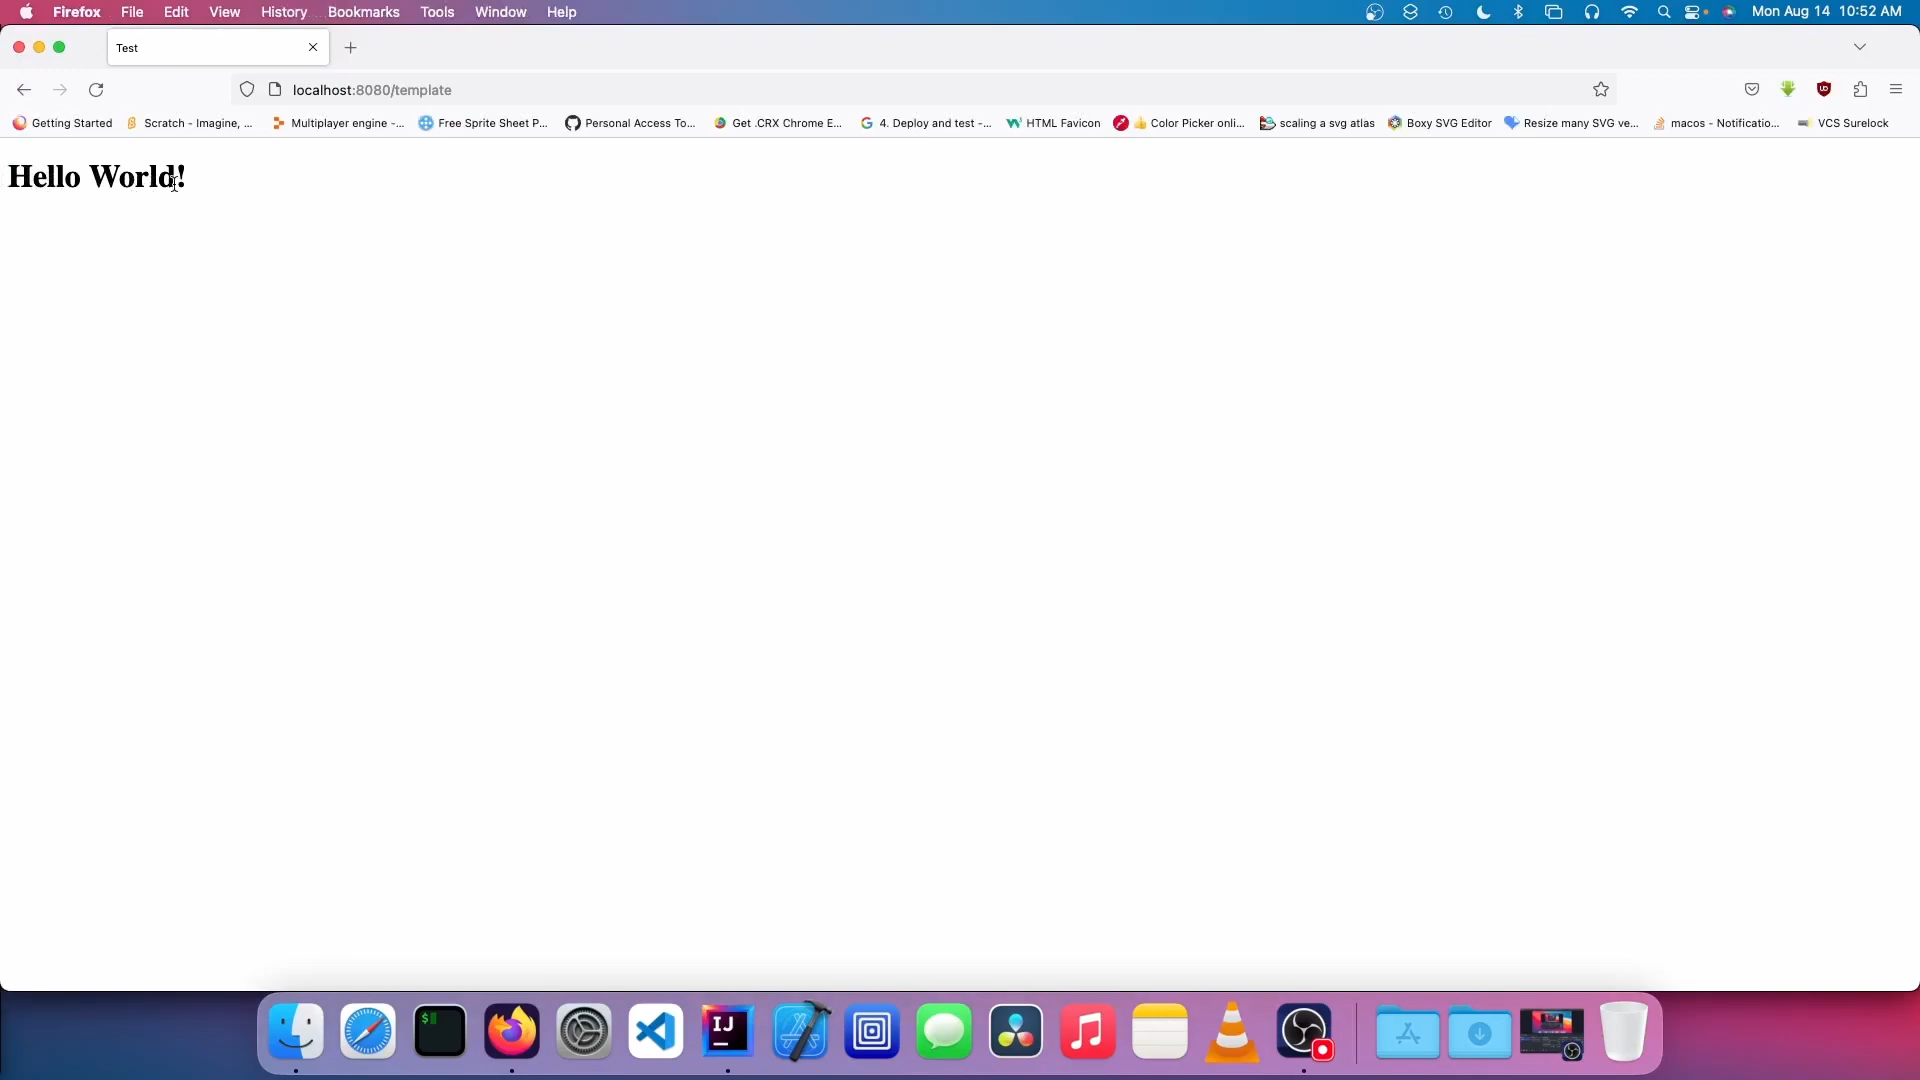 Firefox File Edit View History Bookmarks Tools Window Help Mon Aug 14 10:52 AM
Test
localhost:8080/template
Getting Started Scratch - Imagine, ... Multiplayer engine -... Free Sprite Sheet P... Personal Access To... Get .CRX Chrome E... 4. Deploy and test -... HTML Favicon 👍 Color Picker onli... scaling a svg atlas Boxy SVG Editor Resize many SVG ve... macos - Notificatio... VCS Surelock
Hello World!
$
IJ